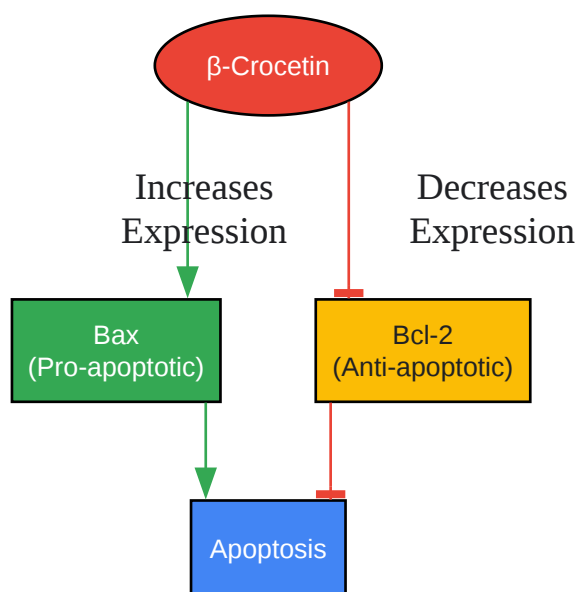 β-Crocetin
Increases
Expression
Decreases
Expression
Bax
(Pro-apoptotic)
Bcl-2
(Anti-apoptotic)
Apoptosis